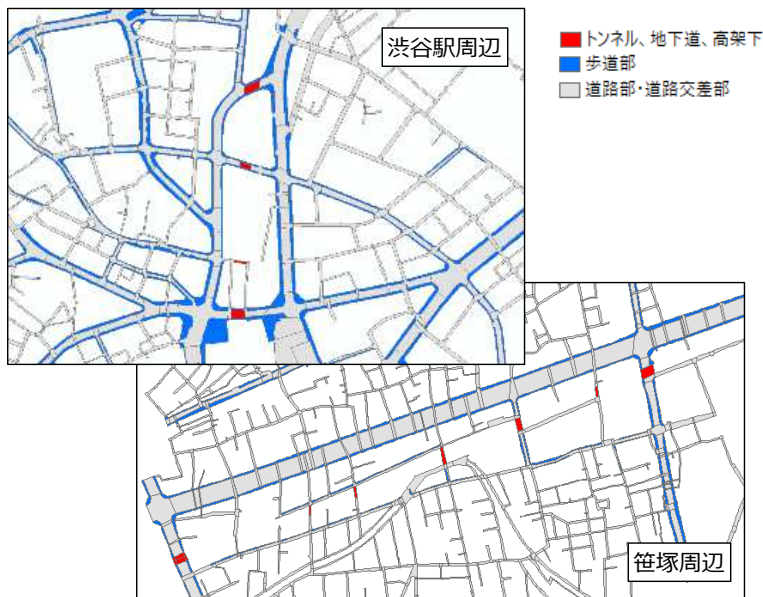 渋谷駅周辺
トンネル、地下道、高架下
歩道部
道路部・道路交差部
笹塚周辺